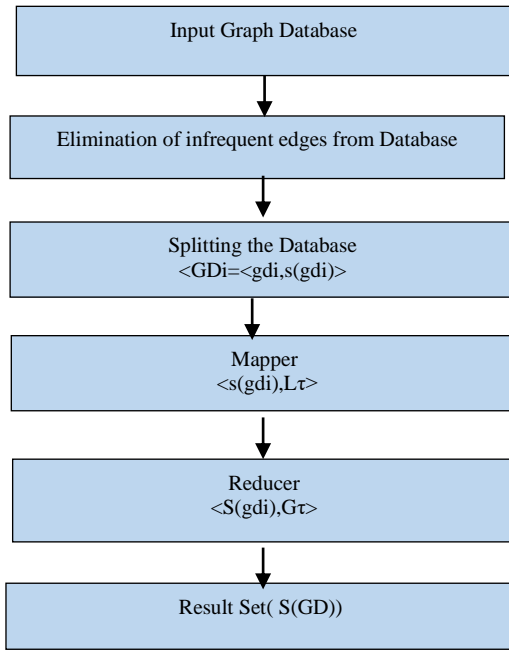 Input Graph Database
Elimination of infrequent edges from Database
Splitting the Database
<GDi=<gdi,s(gdi)>
Mapper
<s(gdi),Lτ>
Reducer
<S(gdi),Gτ>
Result Set( S(GD))